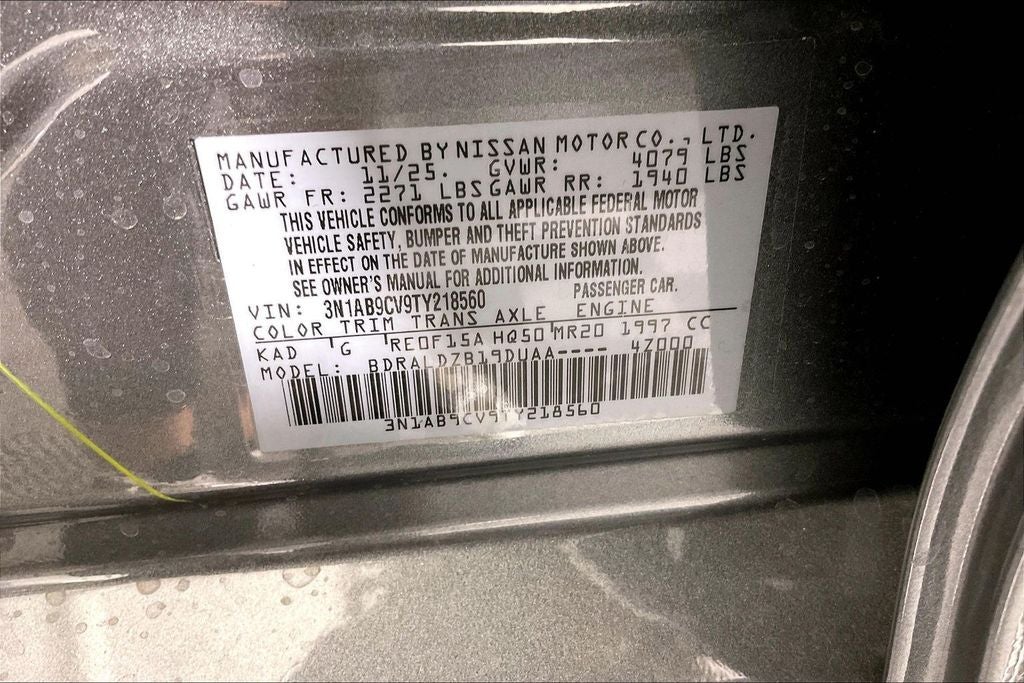 MANUFACTURED BY NISSAN MOTOR CO., LTD.
DATE: 11/25. GVWR: 4079 LBS
GAWR FR: 2271 LBS GAWR RR: 1940 LBS
THIS VEHICLE CONFORMS TO ALL APPLICABLE FEDERAL MOTOR
VEHICLE SAFETY, BUMPER AND THEFT PREVENTION STANDARDS
IN EFFECT ON THE DATE OF MANUFACTURE SHOWN ABOVE.
SEE OWNER'S MANUAL FOR ADDITIONAL INFORMATION.
VIN: 3N1AB9CV9TY218560 PASSENGER CAR.
COLOR TRIM TRANS AXLE ENGINE
KAD G RE0F15A HQ50 MR20 1997 CC
MODEL: BDRALDZB19DUAA---- 4Z000
3N1AB9CV9TY218560